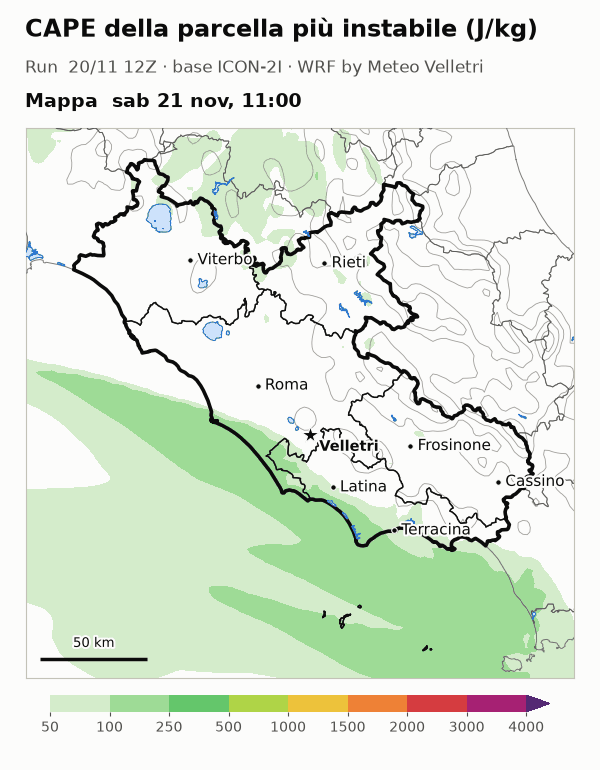 CAPE della parcella più instabile (J/kg)
Run 20/11 12Z · base ICON-2I · WRF by Meteo Velletri
Mappa sab 21 nov, 11:00
Viterbo
Rieti
Roma
Velletri
Frosinone
Cassino
Latina
Terracina
50 km
50 100 250 500 1000 1500 2000 3000 4000